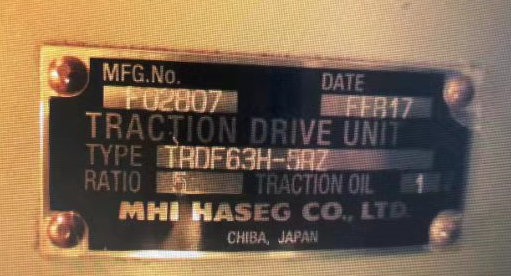 MFG.No. DATE
F02807 FEB17
TRACTION DRIVE UNIT
TYPE TRDF63H-5AZ
RATIO 5 TRACTION OIL 1 ℓ
MHI HASEG CO., LTD.
CHIBA, JAPAN